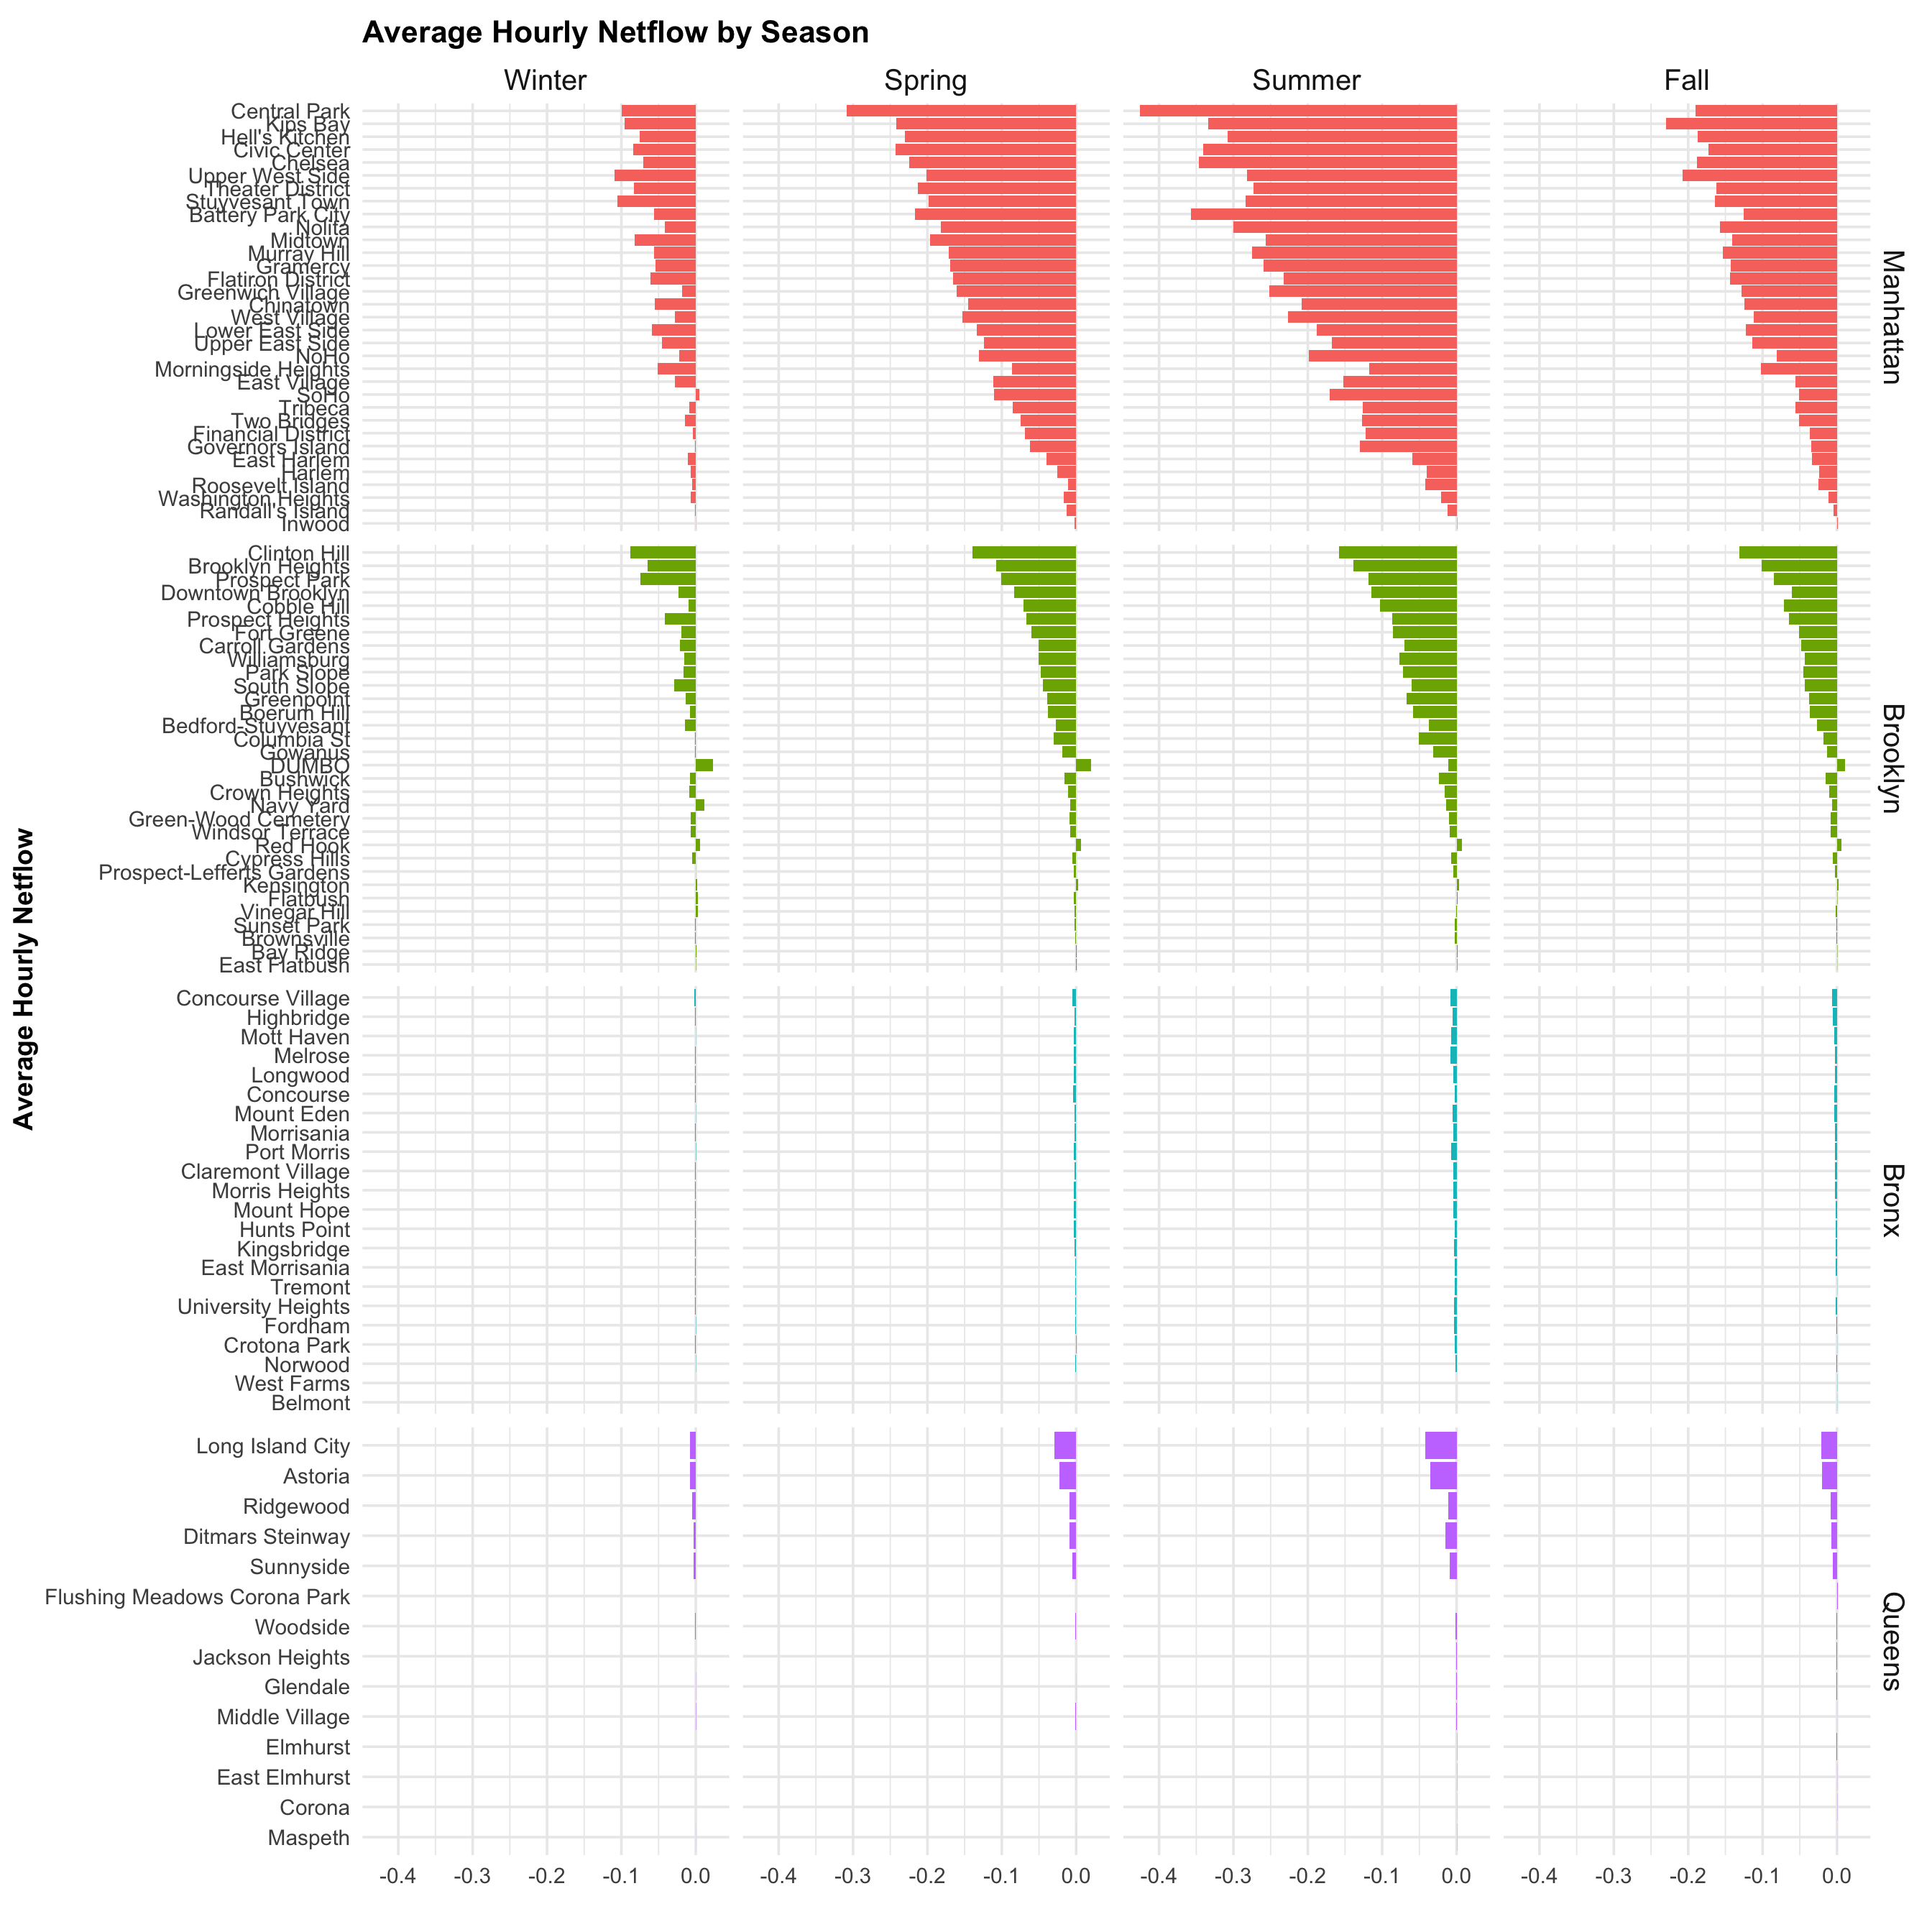 Average Hourly Netflow by Season
Winter Spring Summer Fall
Central Park
Kips Bay
Hell's Kitchen
Civic Center
Chelsea
Upper West Side
Theater District
Stuyvesant Town
Battery Park City
Nolita
Midtown
Murray Hill
Gramercy
Flatiron District
Greenwich Village
Chinatown
West Village
Lower East Side
Upper East Side
NoHo
Morningside Heights
East Village
SoHo
Tribeca
Two Bridges
Financial District
Governors Island
East Harlem
Harlem
Roosevelt Island
Washington Heights
Randall's Island
Inwood
Manhattan
Clinton Hill
Brooklyn Heights
Prospect Park
Downtown Brooklyn
Cobble Hill
Prospect Heights
Fort Greene
Carroll Gardens
Williamsburg
Park Slope
South Slope
Greenpoint
Boerum Hill
Bedford-Stuyvesant
Columbia St
Gowanus
DUMBO
Bushwick
Crown Heights
Navy Yard
Green-Wood Cemetery
Windsor Terrace
Red Hook
Cypress Hills
Prospect-Lefferts Gardens
Kensington
Flatbush
Vinegar Hill
Sunset Park
Brownsville
Bay Ridge
East Flatbush
Brooklyn
Concourse Village
Highbridge
Mott Haven
Melrose
Longwood
Concourse
Mount Eden
Morrisania
Port Morris
Claremont Village
Morris Heights
Mount Hope
Hunts Point
Kingsbridge
East Morrisania
Tremont
University Heights
Fordham
Crotona Park
Norwood
West Farms
Belmont
Bronx
Long Island City
Astoria
Ridgewood
Ditmars Steinway
Sunnyside
Flushing Meadows Corona Park
Woodside
Jackson Heights
Glendale
Middle Village
Elmhurst
East Elmhurst
Corona
Maspeth
Queens
Average Hourly Netflow
-0.4 -0.3 -0.2 -0.1 0.0 -0.4 -0.3 -0.2 -0.1 0.0 -0.4 -0.3 -0.2 -0.1 0.0 -0.4 -0.3 -0.2 -0.1 0.0